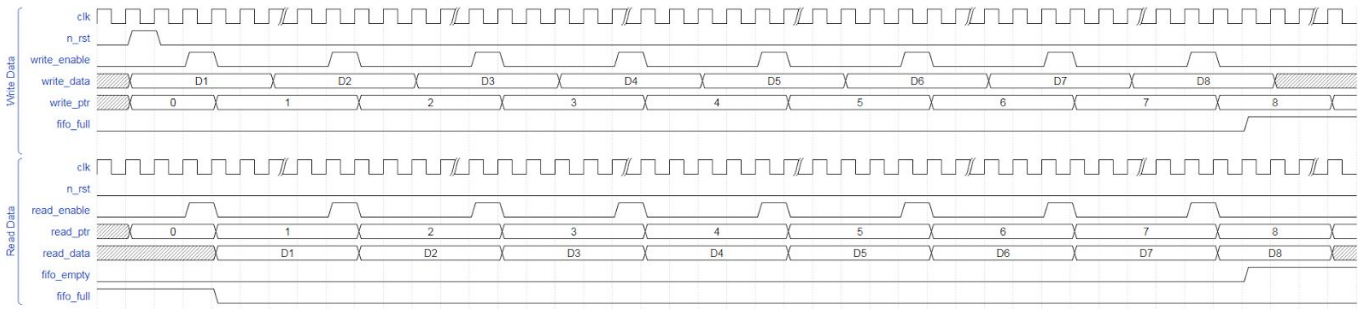 Write Data
clk
n_rst
write_enable
write_data D1 D2 D3 D4 D5 D6 D7 D8
write_ptr 0 1 2 3 4 5 6 7 8
fifo_full
Read Data
clk
n_rst
read_enable
read_ptr 0 1 2 3 4 5 6 7 8
read_data D1 D2 D3 D4 D5 D6 D7 D8
fifo_empty
fifo_full